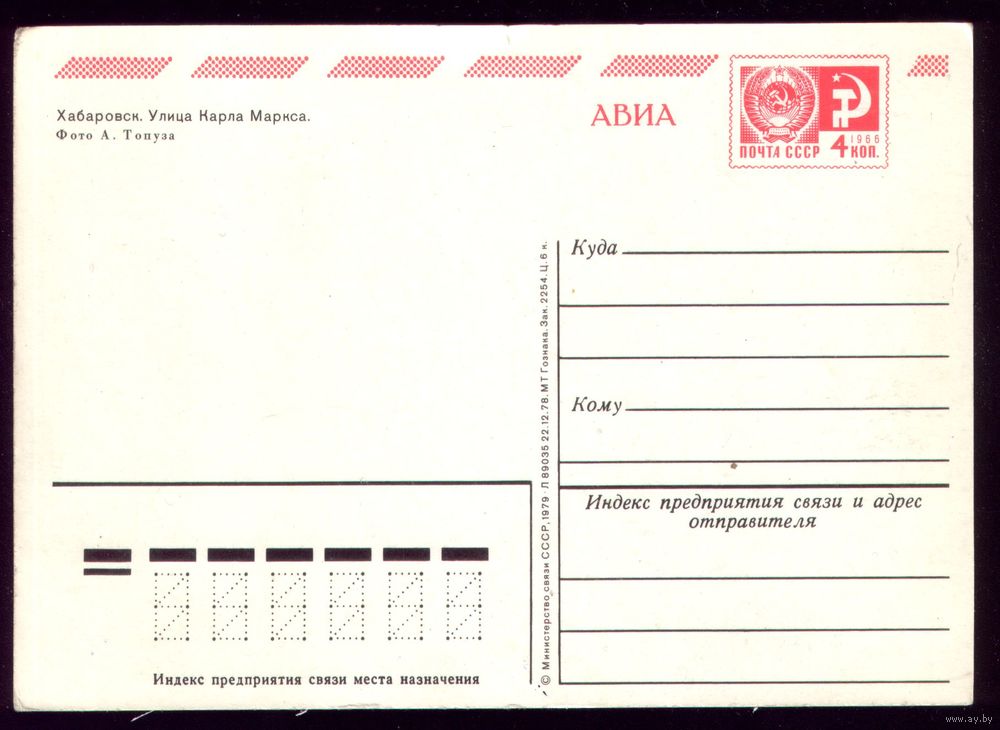 Хабаровск. Улица Карла Маркса.
Фото А. Топуза
АВИА
1966
ПОЧТА СССР 4 КОП.
Куда
Кому
Индекс предприятия связи и адрес
отправителя
© Министерство связи СССР, 1979 Л 89035 22.12.78. МТ Гознака. Зак. 2254. Ц. 6 к.
Индекс предприятия связи места назначения
www.ay.by